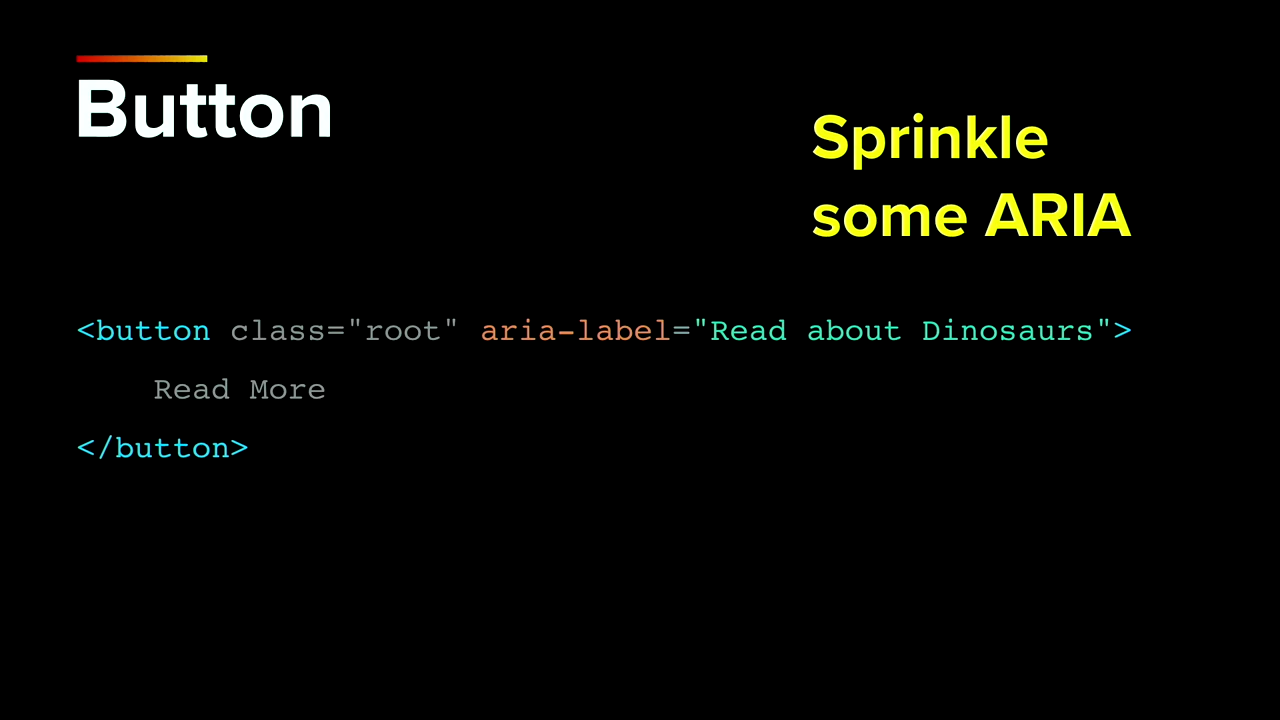 Button
Sprinkle
some ARIA
<button class="root" aria-label="Read about Dinosaurs">
Read More
</button>